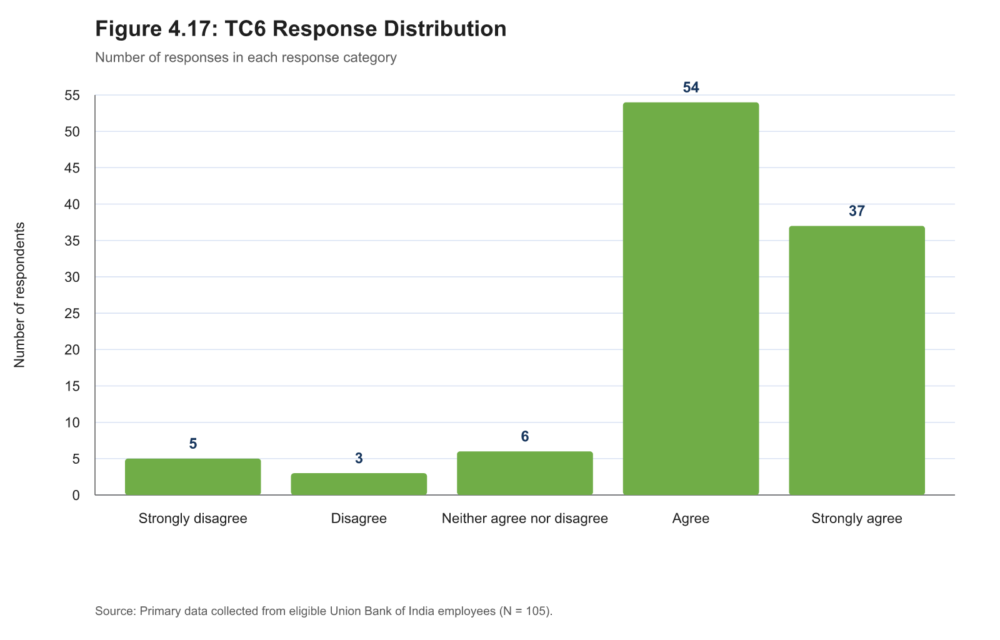 Figure 4.17: TC6 Response Distribution
Number of responses in each response category
Number of respondents
55
50
45
40
35
30
25
20
15
10
5
0
5
3
6
54
37
Strongly disagree
Disagree
Neither agree nor disagree
Agree
Strongly agree
Source: Primary data collected from eligible Union Bank of India employees (N = 105).